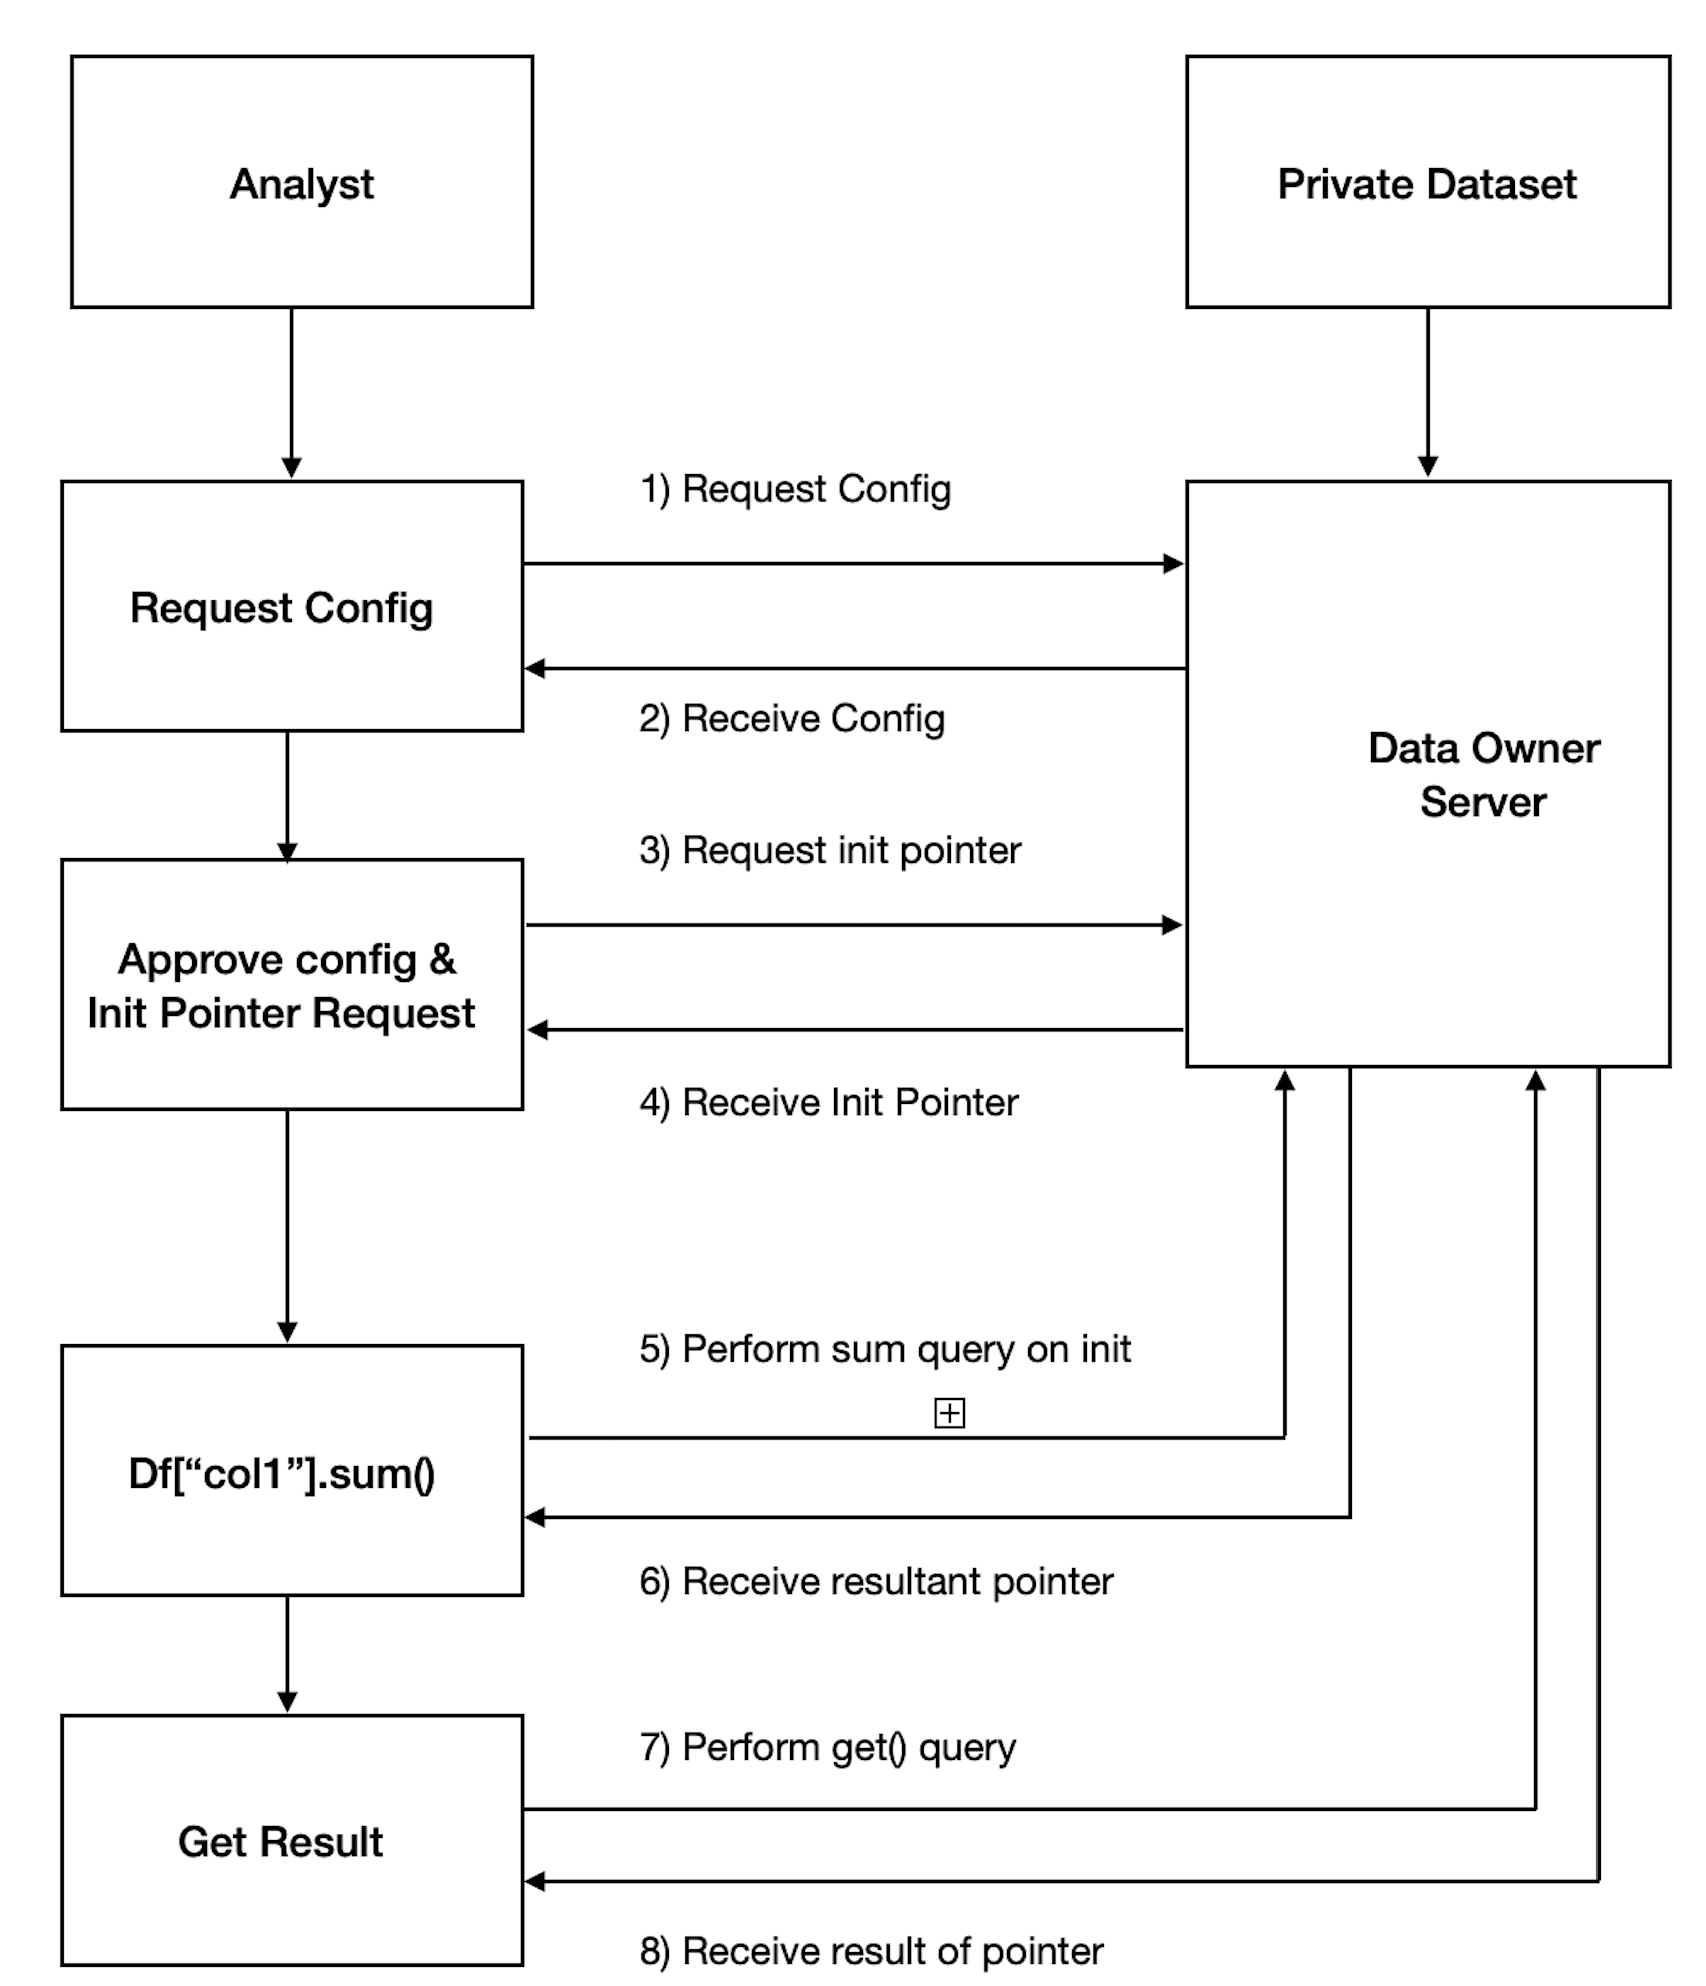 Analyst
Private Dataset
1) Request Config
Request Config
2) Receive Config
Data Owner
Server
3) Request init pointer
Approve config &
Init Pointer Request
4) Receive Init Pointer
5) Perform sum query on init
Df[“col1”].sum()
6) Receive resultant pointer
7) Perform get() query
Get Result
8) Receive result of pointer